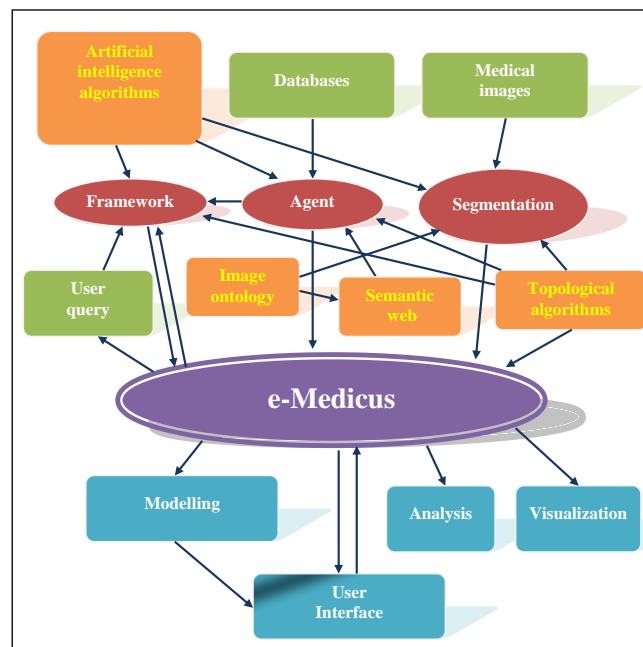 Artificial
intelligence
algorithms
Databases
Medical
images
Framework
Agent
Segmentation
User
query
Image
ontology
Semantic
web
Topological
algorithms
e-Medicus
Modelling
Analysis
Visualization
User
Interface